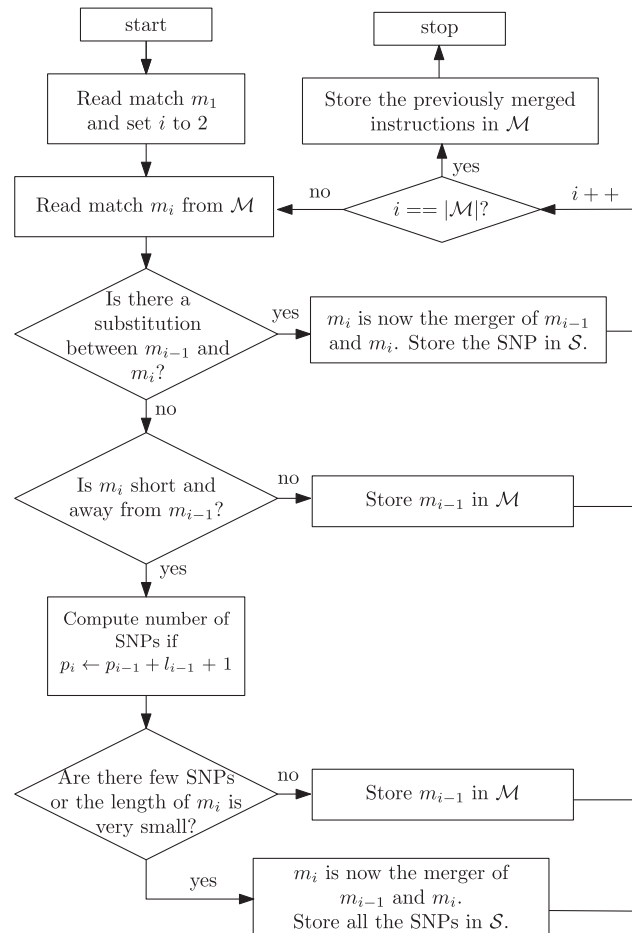 start
stop
Read match m₁
and set i to 2
Store the previously merged
instructions in ℳ
yes
Read match mᵢ from ℳ
no
i == |ℳ|?
i + +
Is there a
substitution
between mᵢ₋₁ and
mᵢ?
yes
mᵢ is now the merger of mᵢ₋₁
and mᵢ. Store the SNP in 𝒮.
no
Is mᵢ short and
away from mᵢ₋₁?
no
Store mᵢ₋₁ in ℳ
yes
Compute number of
SNPs if
pᵢ ← pᵢ₋₁ + lᵢ₋₁ + 1
Are there few SNPs
or the length of mᵢ is
very small?
no
Store mᵢ₋₁ in ℳ
yes
mᵢ is now the merger of
mᵢ₋₁ and mᵢ.
Store all the SNPs in 𝒮.